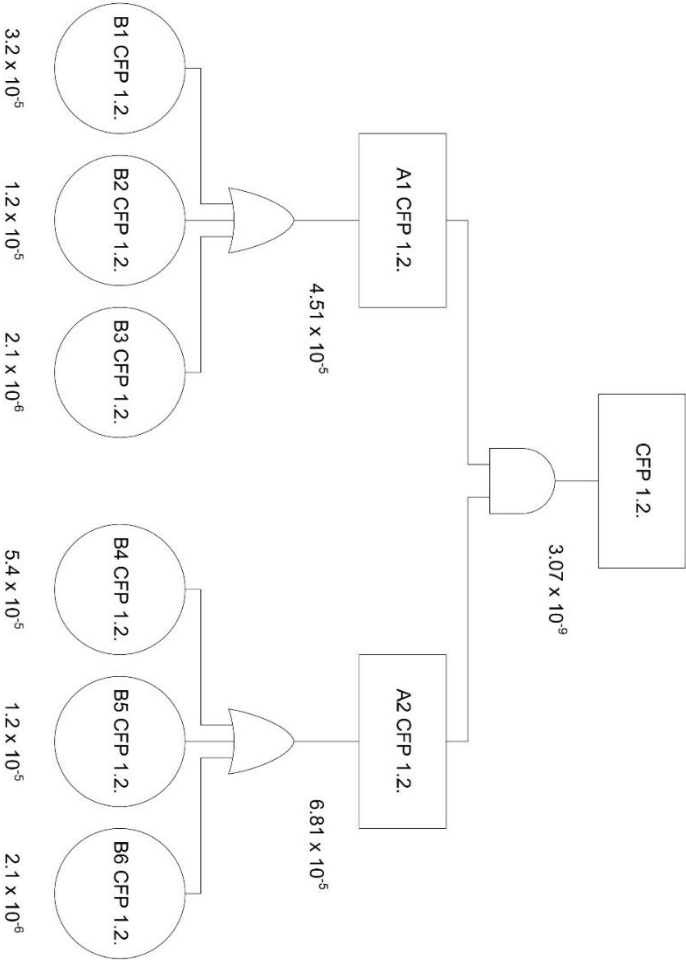 CFP 1.2.
3.07 x 10⁻⁹
A1 CFP 1.2.
A2 CFP 1.2.
4.51 x 10⁻⁵
6.81 x 10⁻⁵
B1 CFP 1.2.
B2 CFP 1.2.
B3 CFP 1.2.
B4 CFP 1.2.
B5 CFP 1.2.
B6 CFP 1.2.
3.2 x 10⁻⁵
1.2 x 10⁻⁵
2.1 x 10⁻⁶
5.4 x 10⁻⁵
1.2 x 10⁻⁵
2.1 x 10⁻⁶